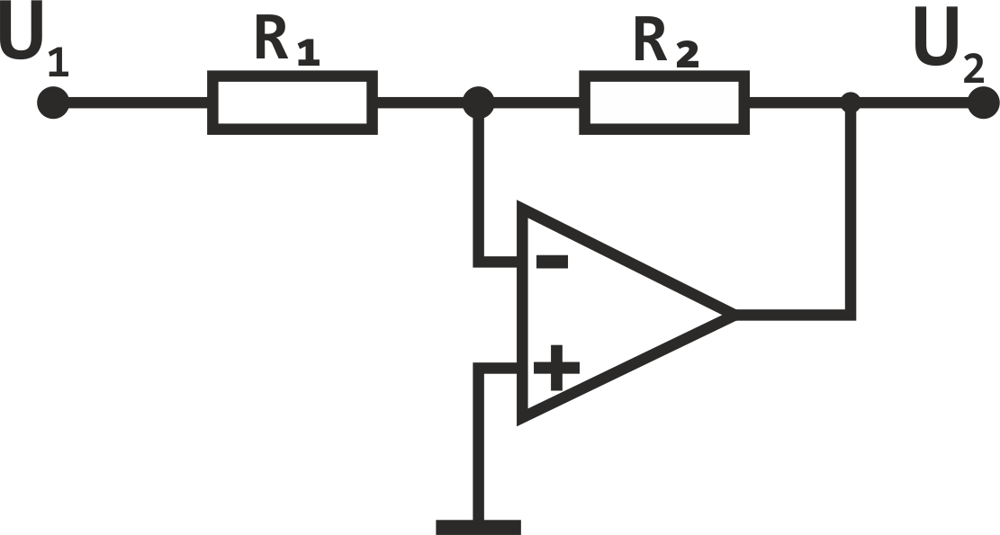 U₁ R₁ R₂ U₂
-
+